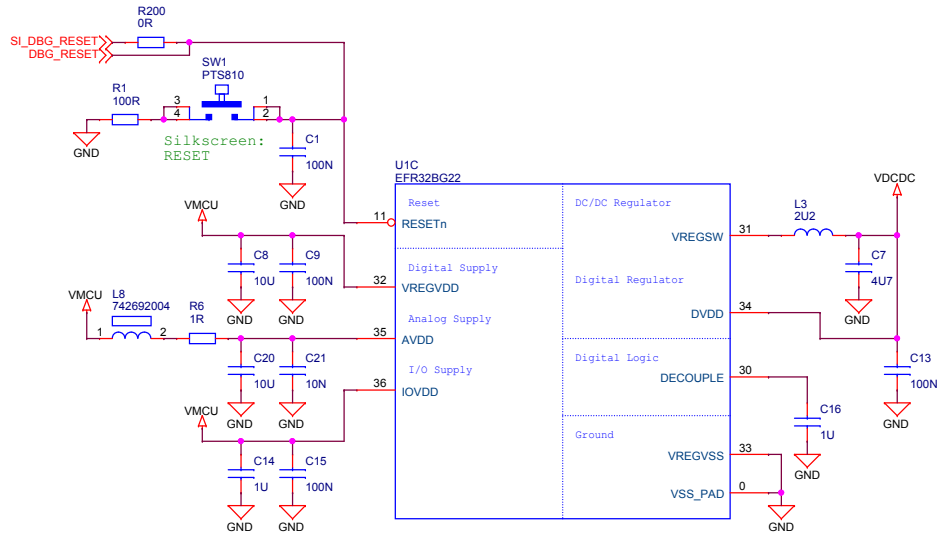 R200
0R
SI_DBG_RESET
DBG_RESET
SW1
PTS810
R1
100R
3
4
1
2
GND
Silkscreen:
RESET
C1
100N
GND
U1C
EFR32BG22
Reset
DC/DC Regulator
11
RESETn
VMCU
VDCDC
L3
2U2
31
VREGSW
C8
10U
C9
100N
GND
GND
Digital Supply
32
VREGVDD
Digital Regulator
C7
4U7
GND
34
DVDD
VMCU
L8
742692004
1
2
R6
1R
Analog Supply
35
AVDD
C20
10U
C21
10N
GND
GND
I/O Supply
36
IOVDD
Digital Logic
30
DECOUPLE
C13
100N
GND
C16
1U
GND
VMCU
C14
1U
C15
100N
GND
GND
Ground
33
VREGVSS
0
VSS_PAD
GND